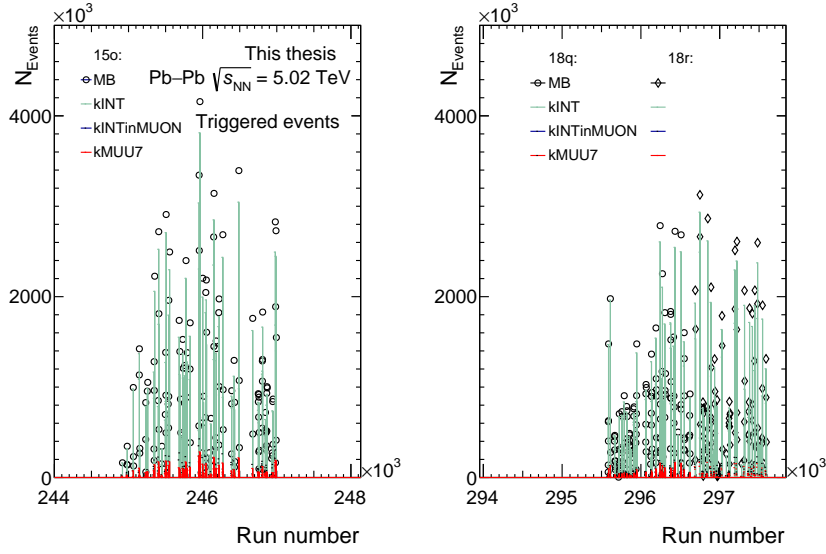 ×10³
N_Events
4000
2000
0
15o:
MB
kINT
kINTinMUON
kMUU7
This thesis
Pb–Pb √s_NN = 5.02 TeV
Triggered events
244 246 248
×10³
Run number
×10³
N_Events
4000
2000
0
18q: 18r:
MB
kINT
kINTinMUON
kMUU7
294 295 296 297
×10³
Run number